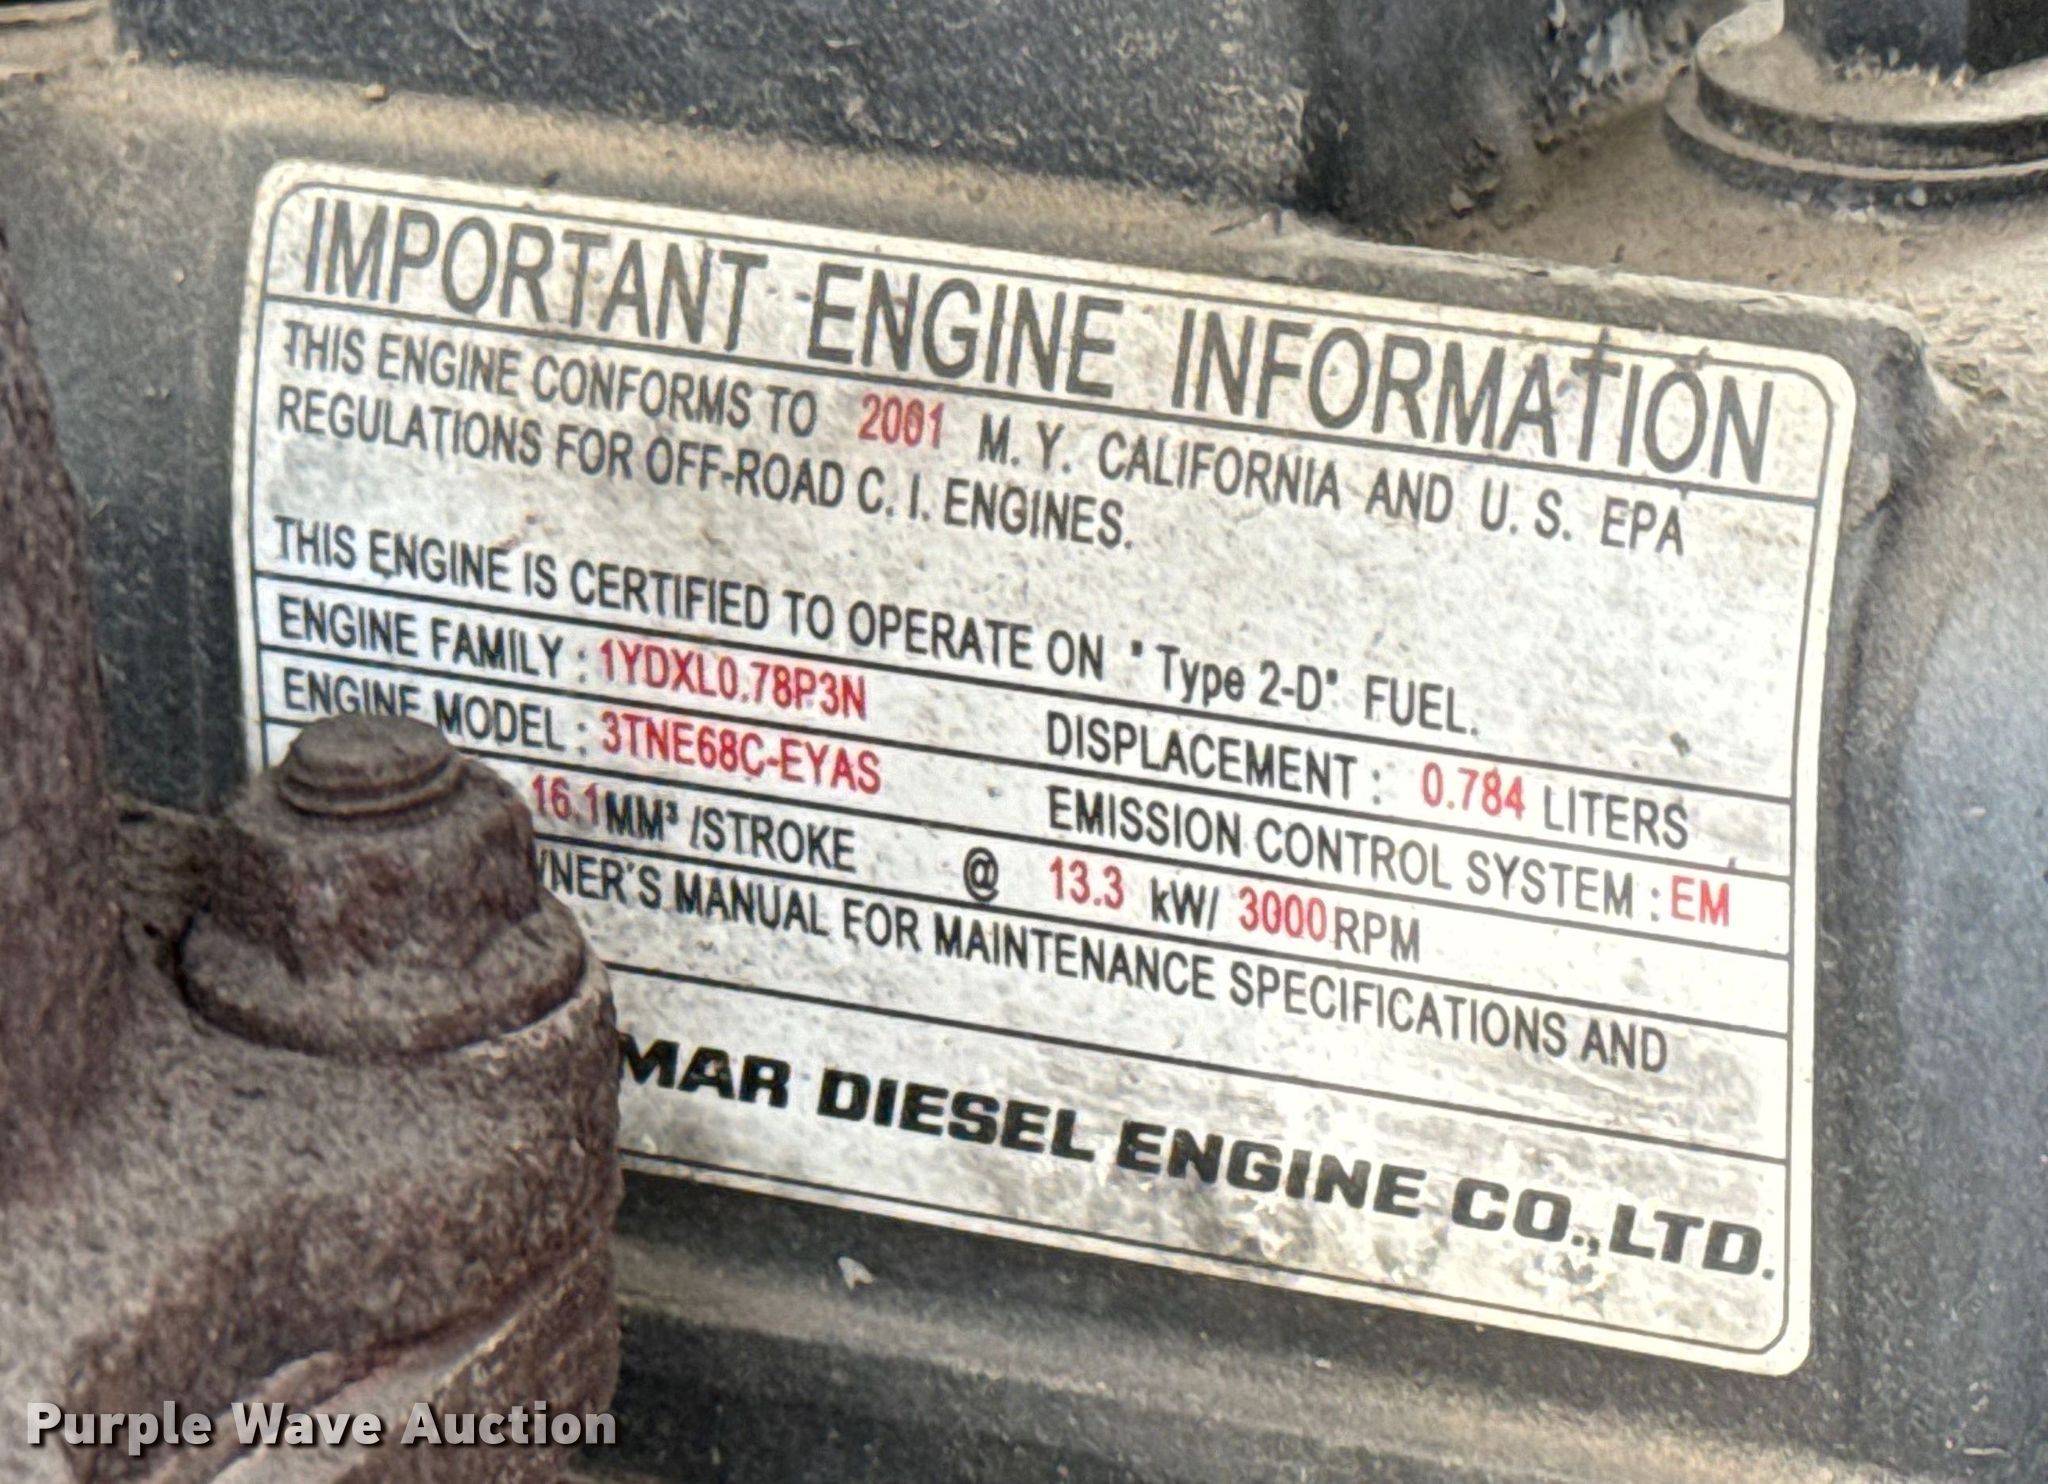 IMPORTANT ENGINE INFORMATION
THIS ENGINE CONFORMS TO 2001 M. Y. CALIFORNIA AND U. S. EPA
REGULATIONS FOR OFF-ROAD C. I. ENGINES.
THIS ENGINE IS CERTIFIED TO OPERATE ON "Type 2-D" FUEL.
ENGINE FAMILY : 1YDXL0.78P3N DISPLACEMENT : 0.784 LITERS
ENGINE MODEL : 3TNE68C-EYAS EMISSION CONTROL SYSTEM : EM
16.1MM³ /STROKE @ 13.3 kW/ 3000RPM
WNER'S MANUAL FOR MAINTENANCE SPECIFICATIONS AND
MAR DIESEL ENGINE CO.,LTD.
Purple Wave Auction